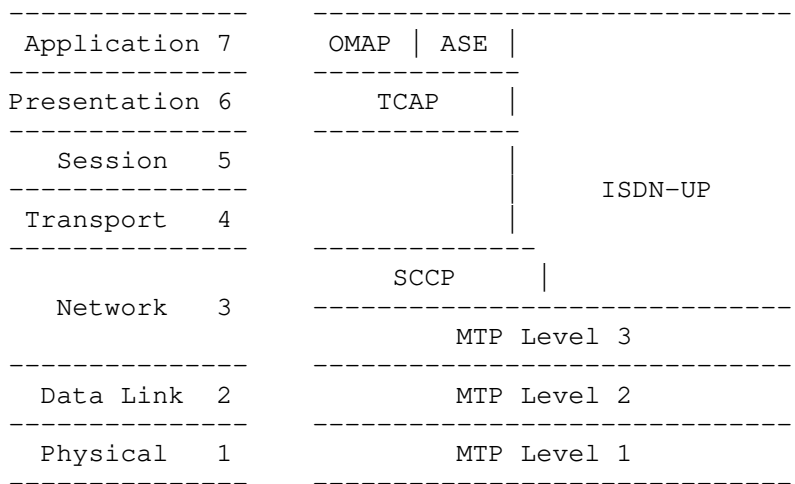 Application 7 OMAP | ASE |
Presentation 6 TCAP |
Session 5 |
| ISDN-UP
Transport 4 |
SCCP |
Network 3
MTP Level 3
Data Link 2 MTP Level 2
Physical 1 MTP Level 1